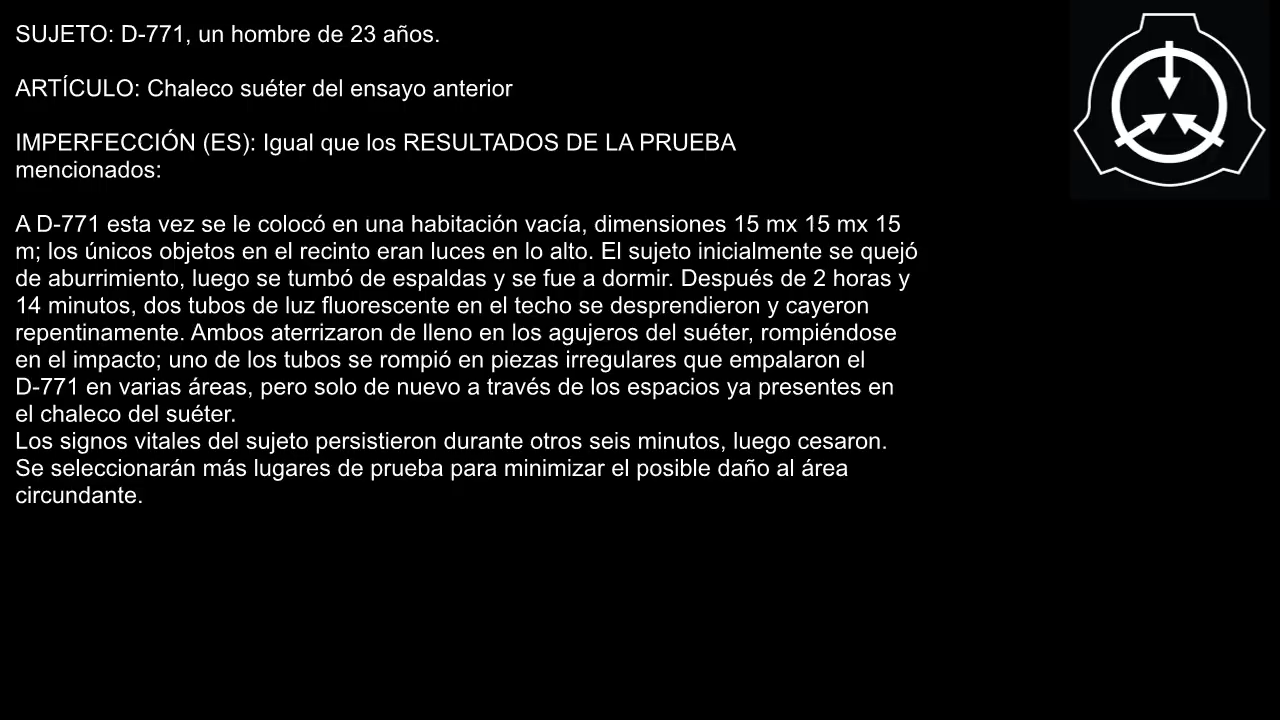 SUJETO: D-771, un hombre de 23 años.
ARTÍCULO: Chaleco suéter del ensayo anterior
IMPERFECCIÓN (ES): Igual que los RESULTADOS DE LA PRUEBA
mencionados:
A D-771 esta vez se le colocó en una habitación vacía, dimensiones 15 mx 15 mx 15
m; los únicos objetos en el recinto eran luces en lo alto. El sujeto inicialmente se quejó
de aburrimiento, luego se tumbó de espaldas y se fue a dormir. Después de 2 horas y
14 minutos, dos tubos de luz fluorescente en el techo se desprendieron y cayeron
repentinamente. Ambos aterrizaron de lleno en los agujeros del suéter, rompiéndose
en el impacto; uno de los tubos se rompió en piezas irregulares que empalaron el
D-771 en varias áreas, pero solo de nuevo a través de los espacios ya presentes en
el chaleco del suéter.
Los signos vitales del sujeto persistieron durante otros seis minutos, luego cesaron.
Se seleccionarán más lugares de prueba para minimizar el posible daño al área
circundante.